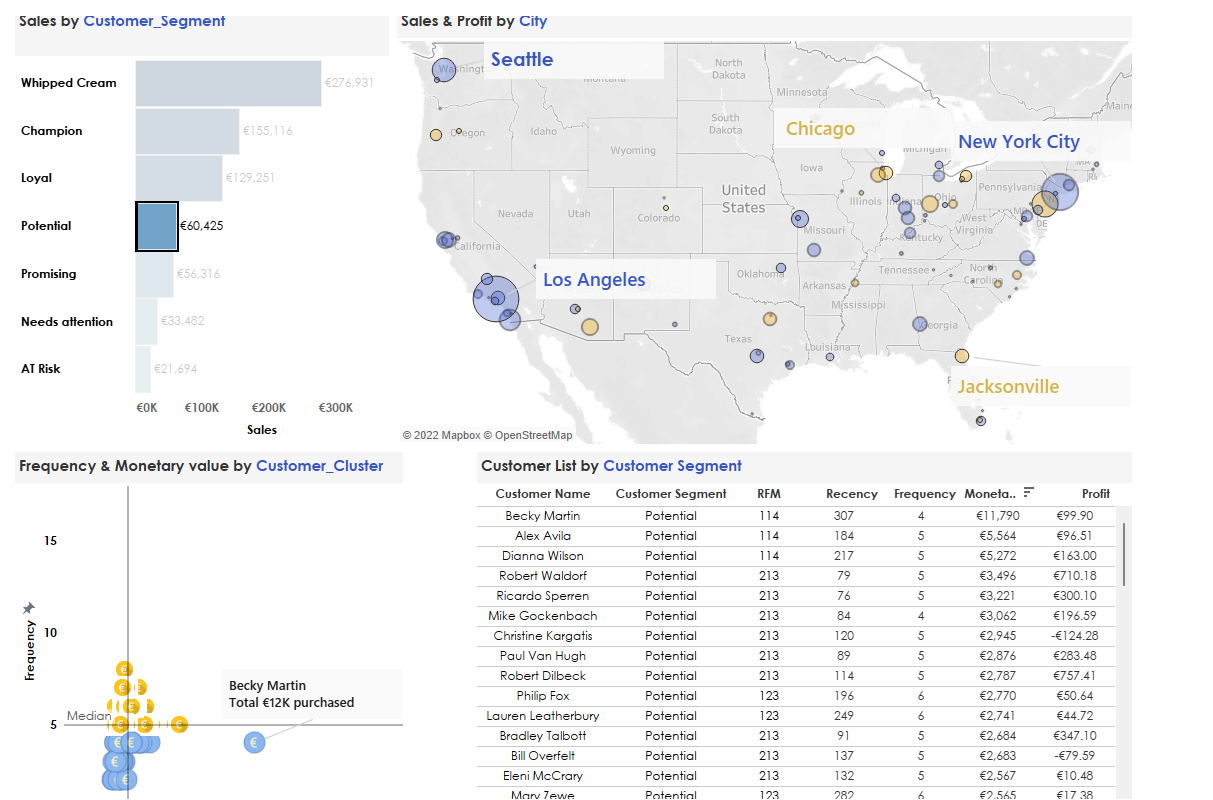 Sales by Customer_Segment
Whipped Cream €276,931
Champion €155,116
Loyal €129,251
Potential €60,425
Promising €56,316
Needs attention €33,482
AT Risk €21,694
€0K €100K €200K €300K
Sales
Sales & Profit by City
Seattle
Washingt
Montana
North Dakota
Minnesota
Maine
Oregon
Idaho
South Dakota
Chicago
New York City
Wyoming
Iowa
Michigan
MA
RI
Nevada
Utah
Colorado
United States
Illinois
Indiana
Ohio
Pennsylvania
DE
West Virginia
California
Missouri
Kentucky
Los Angeles
Oklahoma
Tennessee
North Carolina
Arkansas
Mississippi
Georgia
Texas
Louisiana
Jacksonville
© 2022 Mapbox © OpenStreetMap
Frequency & Monetary value by Customer_Cluster
15
10
5
Frequency
Median
Becky Martin
Total €12K purchased
Customer List by Customer Segment
Customer Name Customer Segment RFM Recency Frequency Moneta.. Profit
Becky Martin Potential 114 307 4 €11,790 €99.90
Alex Avila Potential 114 184 5 €5,564 €96.51
Dianna Wilson Potential 114 217 5 €5,272 €163.00
Robert Waldorf Potential 213 79 5 €3,496 €710.18
Ricardo Sperren Potential 213 76 5 €3,221 €300.10
Mike Gockenbach Potential 213 84 4 €3,062 €196.59
Christine Kargatis Potential 213 120 5 €2,945 -€124.28
Paul Van Hugh Potential 213 89 5 €2,876 €283.48
Robert Dilbeck Potential 213 114 5 €2,787 €757.41
Philip Fox Potential 123 196 6 €2,770 €50.64
Lauren Leatherbury Potential 123 249 6 €2,741 €44.72
Bradley Talbott Potential 213 91 5 €2,684 €347.10
Bill Overfelt Potential 213 137 5 €2,683 -€79.59
Eleni McCrary Potential 213 132 5 €2,567 €10.48
Mary Zewe Potential 123 282 6 €2,565 €17.38